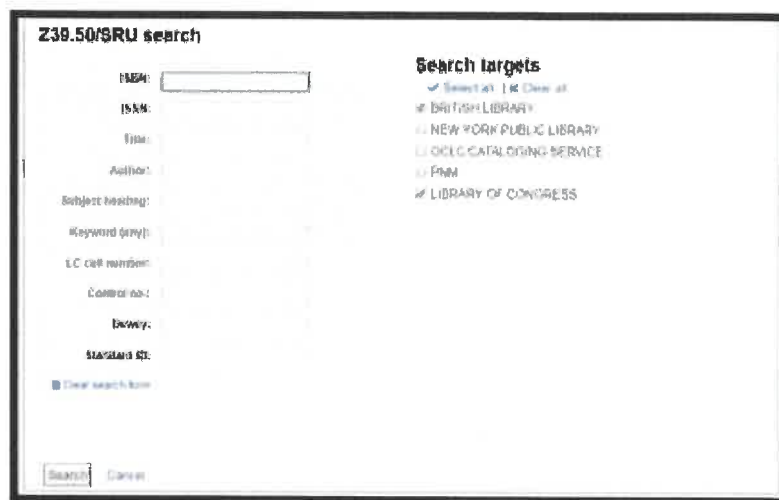 Z39.50/SRU search
ISBN:
ISSN:
Title:
Author:
Subject heading:
Keyword (any):
LC call number:
Control no.:
Dewey:
Standard ID:
Clear search form
Search Cancel
Search targets
Select all | Clear all
BRITISH LIBRARY
NEW YORK PUBLIC LIBRARY
OCLC CATALOGING SERVICE
PNM
LIBRARY OF CONGRESS